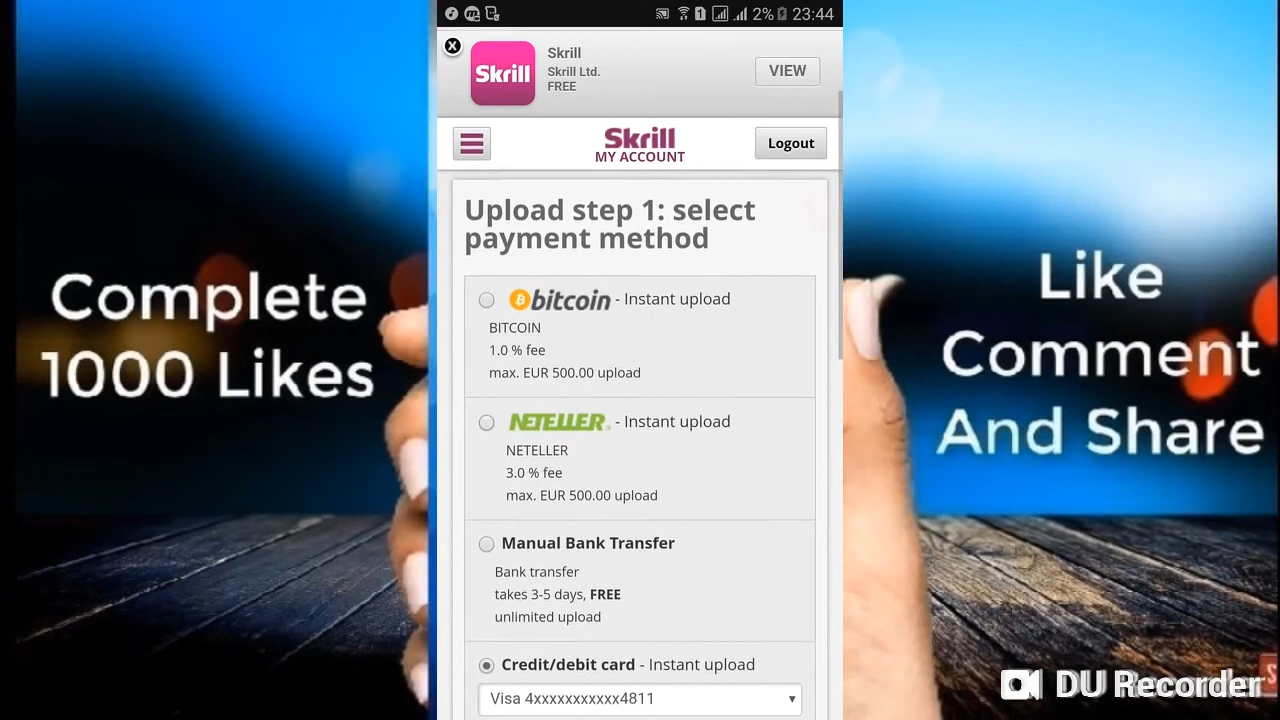 2% 23:44
Skrill
Skrill
Skrill Ltd.
FREE
VIEW
Skrill
MY ACCOUNT
Logout
Upload step 1: select
payment method
bitcoin - Instant upload
BITCOIN
1.0 % fee
max. EUR 500.00 upload
NETELLER - Instant upload
NETELLER
3.0 % fee
max. EUR 500.00 upload
Manual Bank Transfer
Bank transfer
takes 3-5 days, FREE
unlimited upload
Credit/debit card - Instant upload
Visa 4xxxxxxxxxxx4811
Complete
1000 Likes
Like
Comment
And Share
DU Recorder